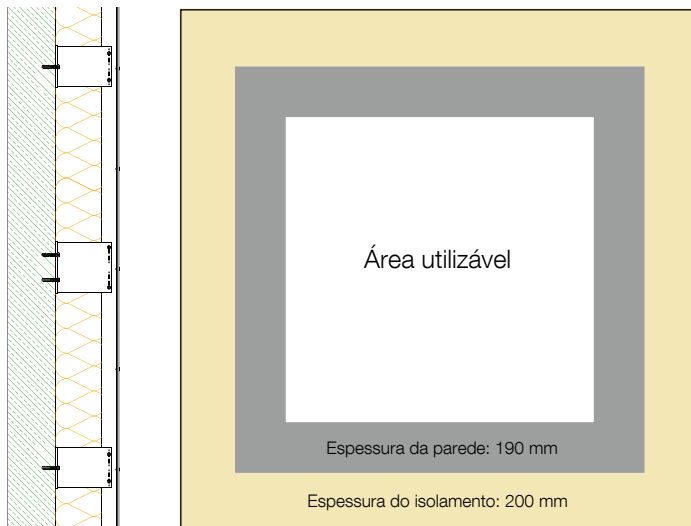 Área utilizável
Espessura da parede: 190 mm
Espessura do isolamento: 200 mm